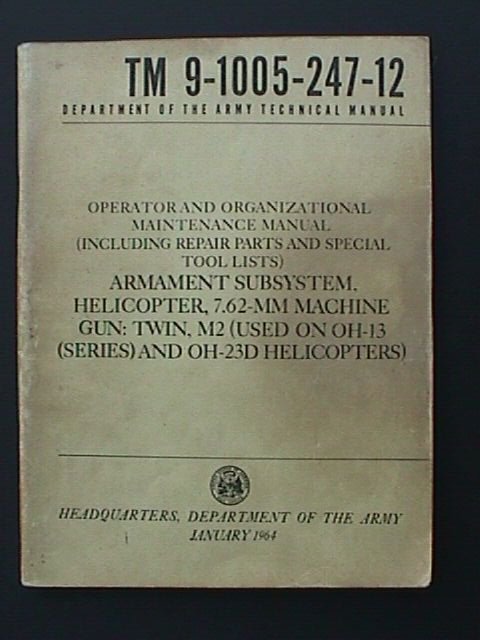 TM 9-1005-247-12
DEPARTMENT OF THE ARMY TECHNICAL MANUAL
OPERATOR AND ORGANIZATIONAL
MAINTENANCE MANUAL
(INCLUDING REPAIR PARTS AND SPECIAL
TOOL LISTS)
ARMAMENT SUBSYSTEM,
HELICOPTER, 7.62-MM MACHINE
GUN: TWIN, M2 (USED ON OH-13
(SERIES) AND OH-23D HELICOPTERS)
HEADQUARTERS, DEPARTMENT OF THE ARMY
JANUARY 1964